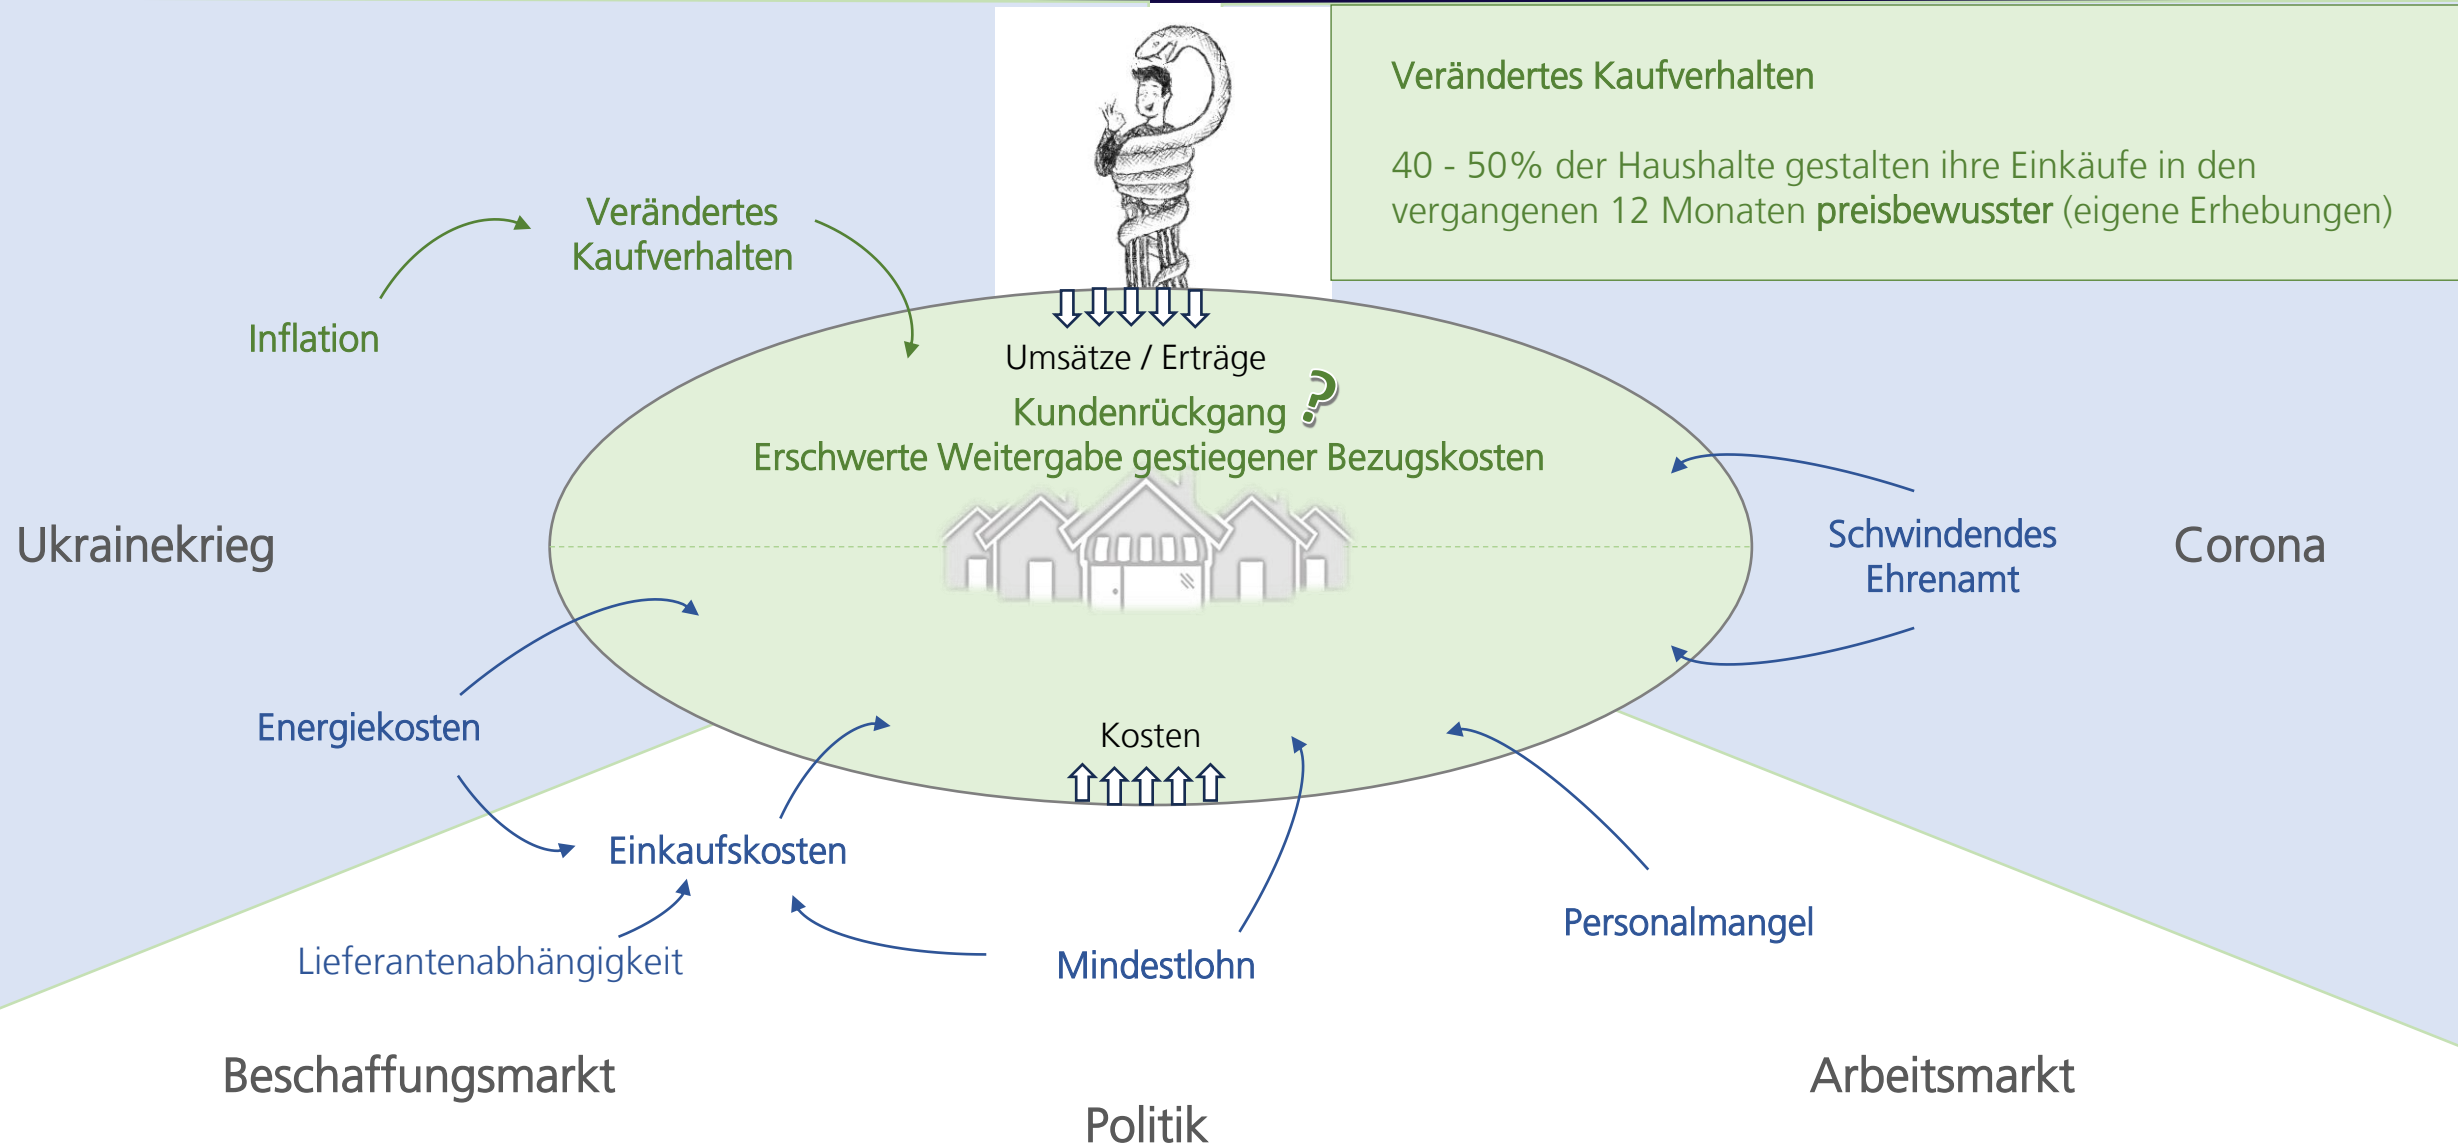 Verändertes Kaufverhalten
40 - 50% der Haushalte gestalten ihre Einkäufe in den
vergangenen 12 Monaten preisbewusster (eigene Erhebungen)
Verändertes
Kaufverhalten
Inflation
Umsätze / Erträge
Kundenrückgang ?
Erschwerte Weitergabe gestiegener Bezugskosten
Ukrainekrieg
Schwindendes
Ehrenamt
Corona
Energiekosten
Kosten
Einkaufskosten
Lieferantenabhängigkeit
Mindestlohn
Personalmangel
Beschaffungsmarkt
Arbeitsmarkt
Politik